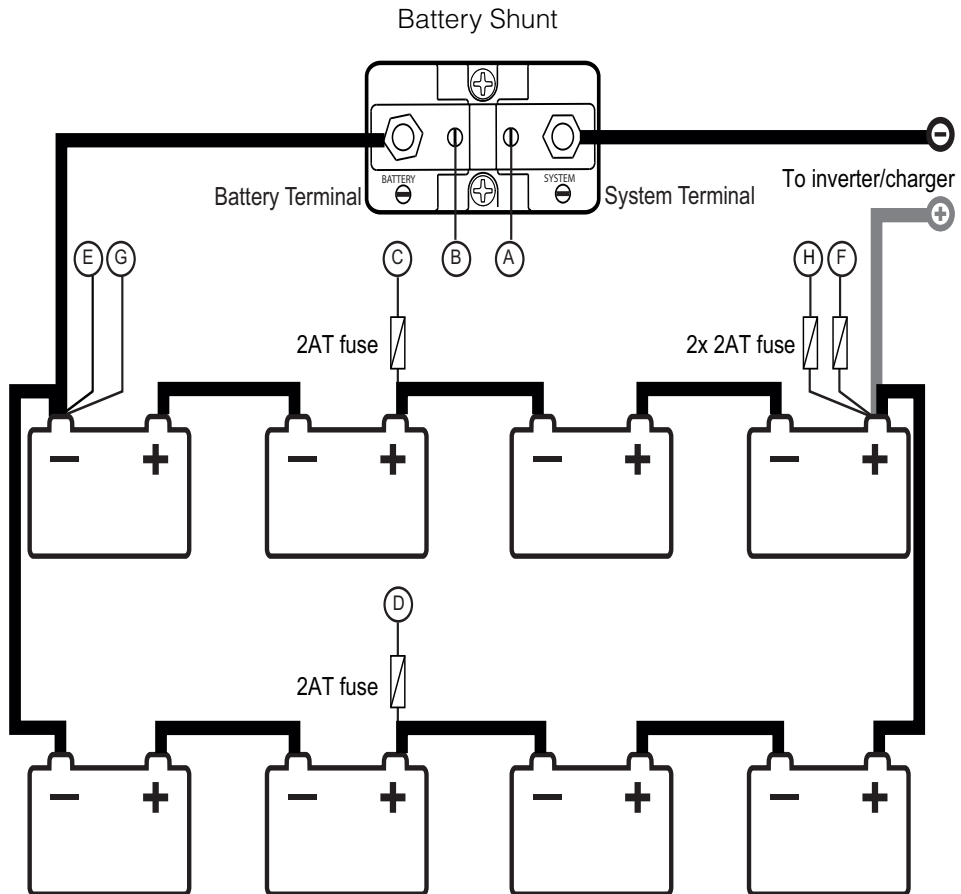 Battery Shunt
−
BATTERY
SYSTEM
Battery Terminal
System Terminal
To inverter/charger
+
E G C B A H F
2AT fuse
2x 2AT fuse
− + − + − + − +
D
2AT fuse
− + − + − + − +